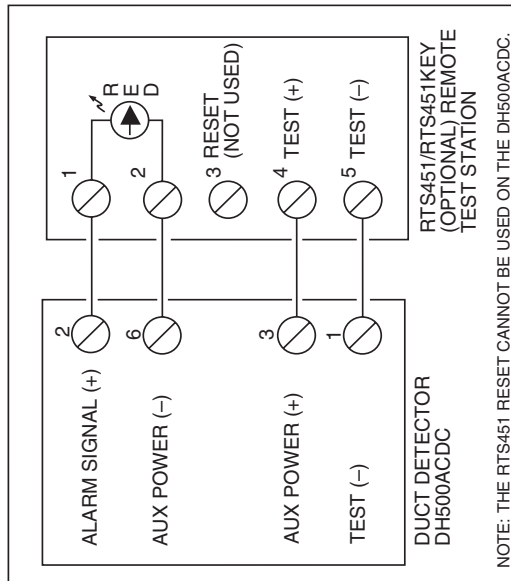 R
E
D
1
2
3 RESET
(NOT USED)
4 TEST (+)
5 TEST (–)
RTS451/RTS451KEY
(OPTIONAL) REMOTE
TEST STATION
2
6
3
1
ALARM SIGNAL (+)
AUX POWER (–)
AUX POWER (+)
TEST (–)
DUCT DETECTOR
DH500ACDC
NOTE: THE RTS451 RESET CANNOT BE USED ON THE DH500ACDC.